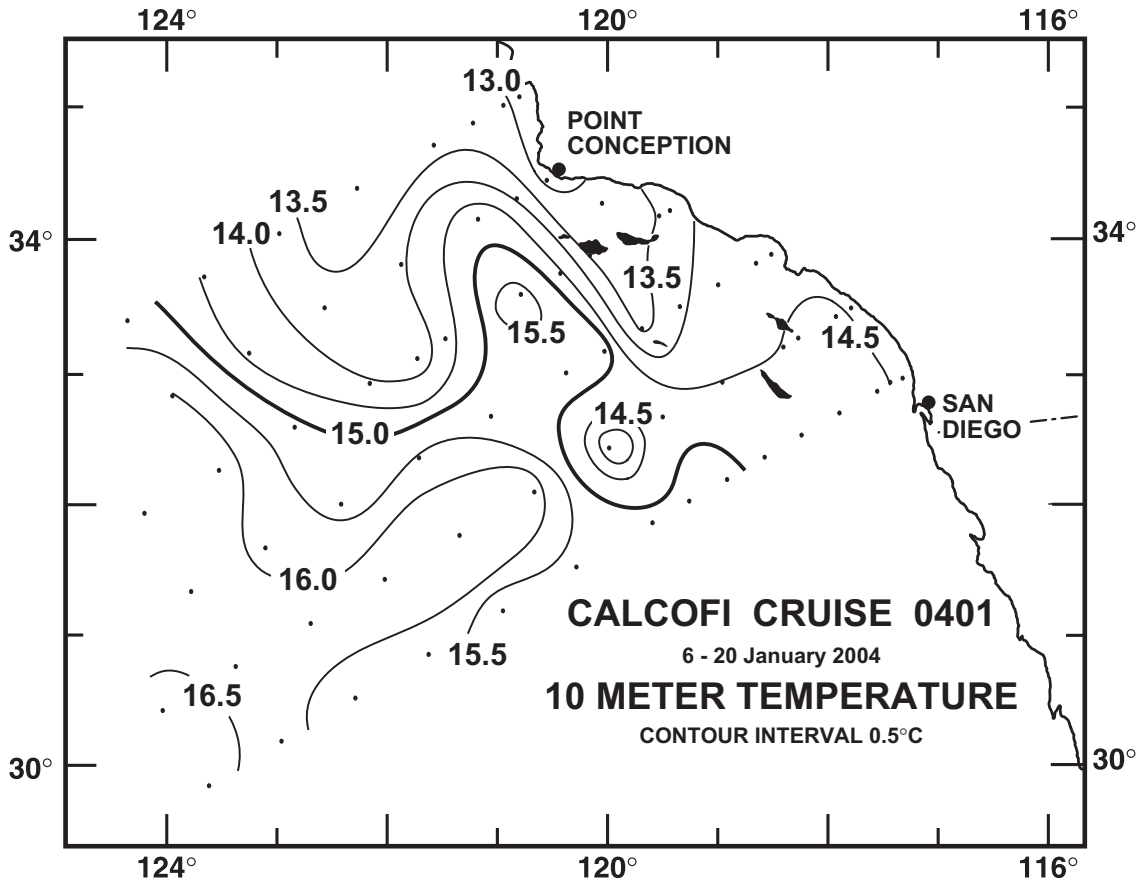 124° 120° 116°
13.0
POINT
CONCEPTION
13.5
14.0
34° 34°
13.5
15.5
14.5
15.0
14.5
SAN
DIEGO
16.0
CALCOFI CRUISE 0401
15.5
6 - 20 January 2004
16.5
10 METER TEMPERATURE
CONTOUR INTERVAL 0.5°C
30° 30°
124° 120° 116°